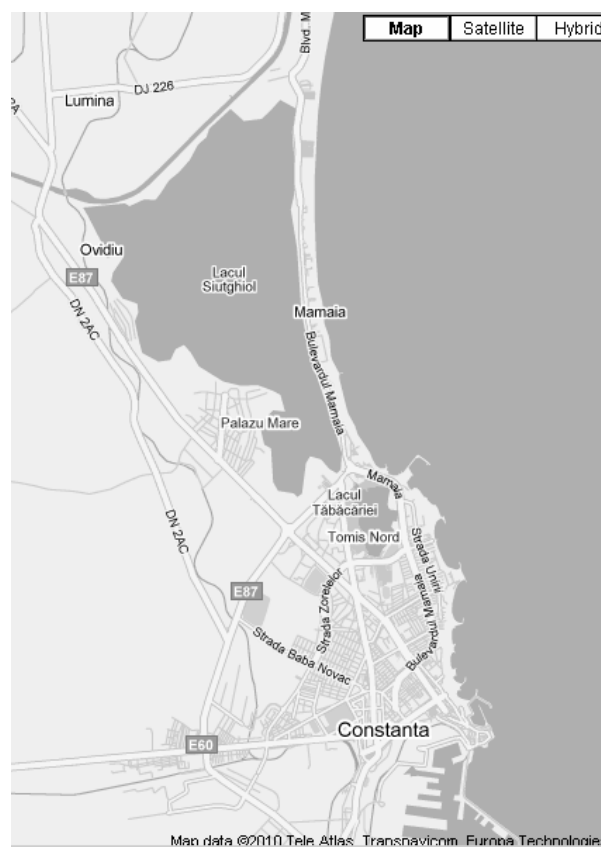 Blvd. M
Map
Satellite
Hybrid
DJ 226
Lumina
Ovidiu
E87
Lacul
Siutghiol
Mamaia
DN 2AC
Bulevardul Mamaia
Palazu Mare
Mamaia
Lacul
Tăbăcăriei
Tomis Nord
DN 2AC
Strada Unirii
E87
Strada Zorelelor
Bulevardul Mamaia
Strada Baba Novac
Constanta
E60
Map data ©2010 Tele Atlas, Transnavicom, Europa Technologie